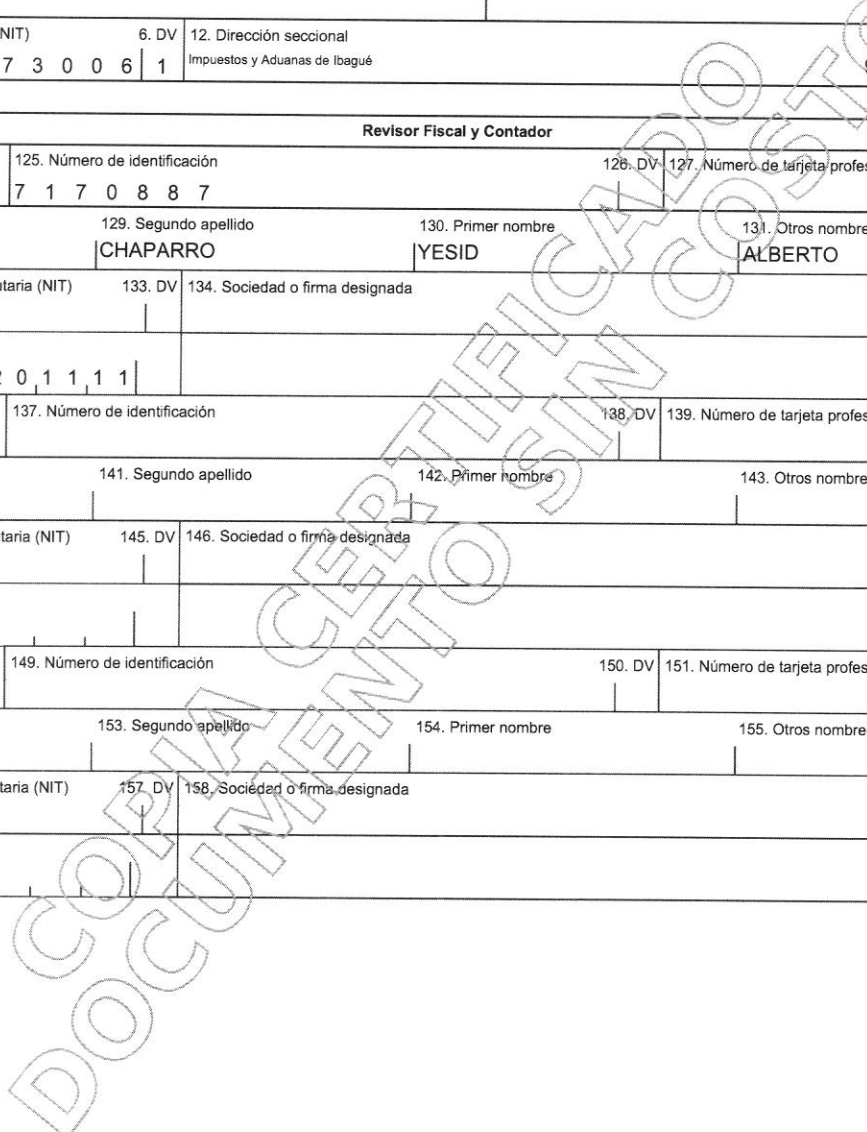 NIT) 6. DV 12. Dirección seccional
7 3 0 0 6 1 Impuestos y Aduanas de Ibagué
Revisor Fiscal y Contador
125. Número de identificación 126. DV 127. Número de tarjeta profes
7 1 7 0 8 8 7
129. Segundo apellido 130. Primer nombre 131. Otros nombre
CHAPARRO YESID ALBERTO
utaria (NIT) 133. DV 134. Sociedad o firma designada
2 0 1 1 1 1
137. Número de identificación 138. DV 139. Número de tarjeta profes
141. Segundo apellido 142. Primer nombre 143. Otros nombre
taria (NIT) 145. DV 146. Sociedad o firma designada
149. Número de identificación 150. DV 151. Número de tarjeta profes
153. Segundo apellido 154. Primer nombre 155. Otros nombre
taria (NIT) 157. DV 158. Sociedad o firma designada
COPIA CERTIFICADO
DOCUMENTO SIN COSTO